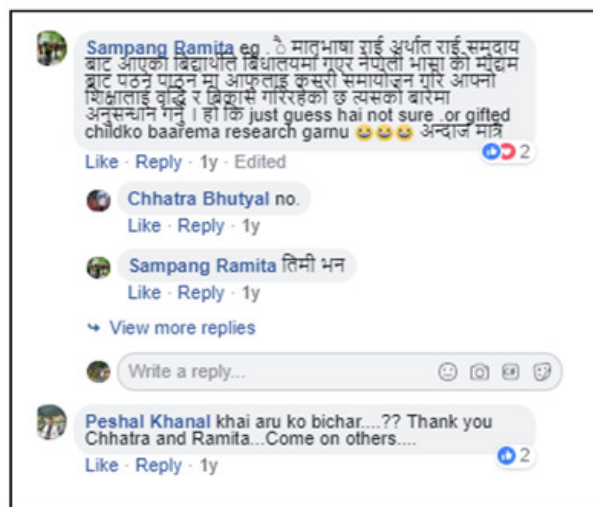 Sampang Ramita eg . ै मातृभाषा राई अर्थात राई समुदाय
बाट आएको बिद्यार्थीले बिधालयमा गएर नेपाली भासा को माध्यम
बाट पठन पाठन मा आफुलाई कसरी समायोजन गरि आफ्नो
शिक्षालाई वृद्धि र बिकास गरिरहेको छ त्यसको बारेमा
अनुसन्धान गर्नु । हो कि just guess hai not sure .or gifted
childko baarema research garnu 😂😂😂 अन्दाज मात्रै
2
Like · Reply · 1y · Edited
Chhatra Bhutyal no.
Like · Reply · 1y
Sampang Ramita तिमी भन
Like · Reply · 1y
View more replies
Write a reply...
Peshal Khanal khai aru ko bichar....?? Thank you
Chhatra and Ramita...Come on others....
2
Like · Reply · 1y